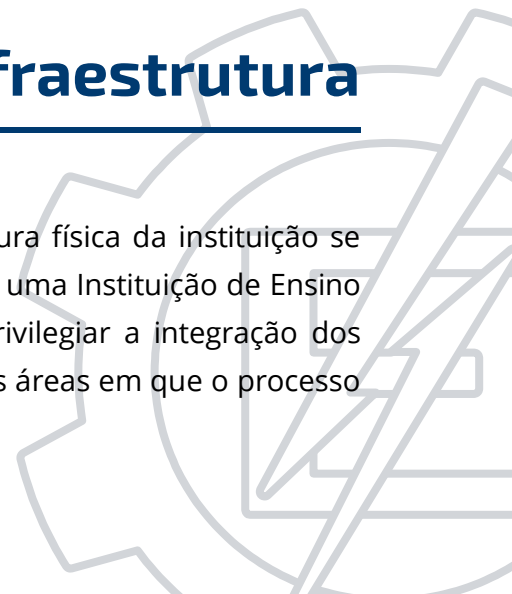 fraestrutura
ura física da instituição se
uma Instituição de Ensino
rivilegiar a integração dos
s áreas em que o processo